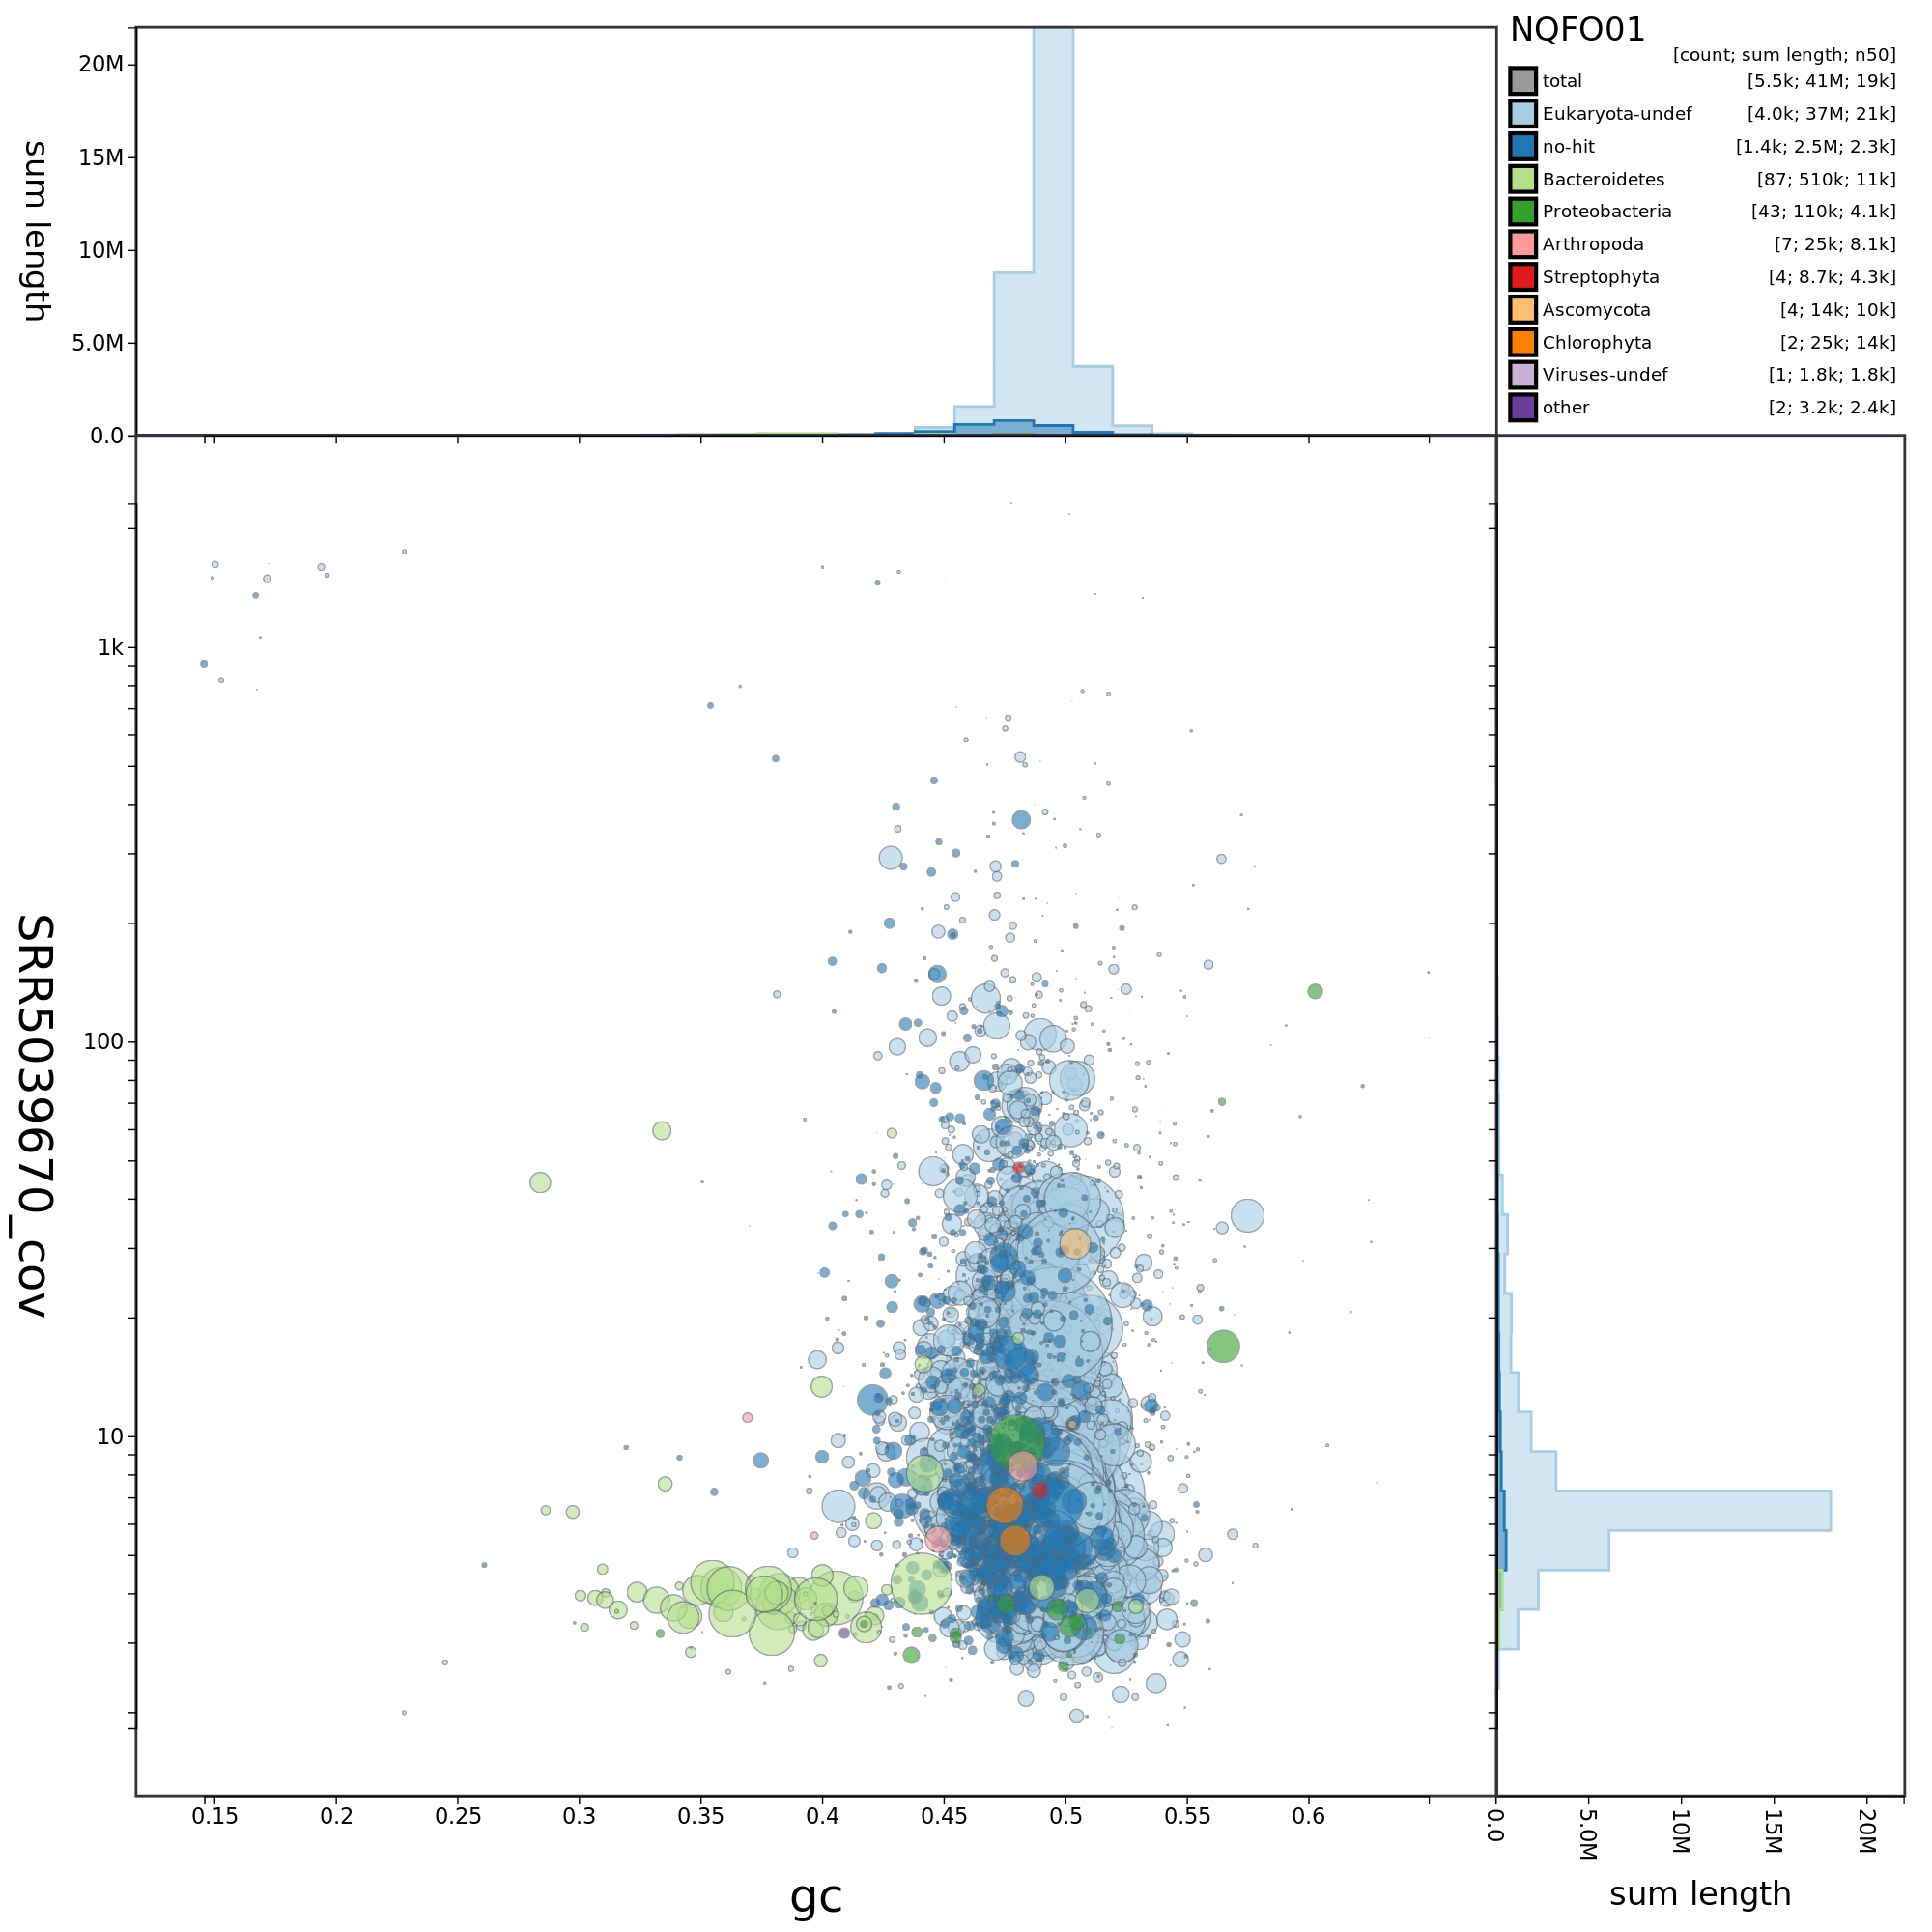 NQFO01
[count; sum length; n50]
total [5.5k; 41M; 19k]
Eukaryota-undef [4.0k; 37M; 21k]
no-hit [1.4k; 2.5M; 2.3k]
Bacteroidetes [87; 510k; 11k]
Proteobacteria [43; 110k; 4.1k]
Arthropoda [7; 25k; 8.1k]
Streptophyta [4; 8.7k; 4.3k]
Ascomycota [4; 14k; 10k]
Chlorophyta [2; 25k; 14k]
Viruses-undef [1; 1.8k; 1.8k]
other [2; 3.2k; 2.4k]
sum length
20M
15M
10M
5.0M
0.0
SRR5039670_cov
1k
100
10
0.15 0.2 0.25 0.3 0.35 0.4 0.45 0.5 0.55 0.6
gc
0.0 5.0M 10M 15M 20M
sum length